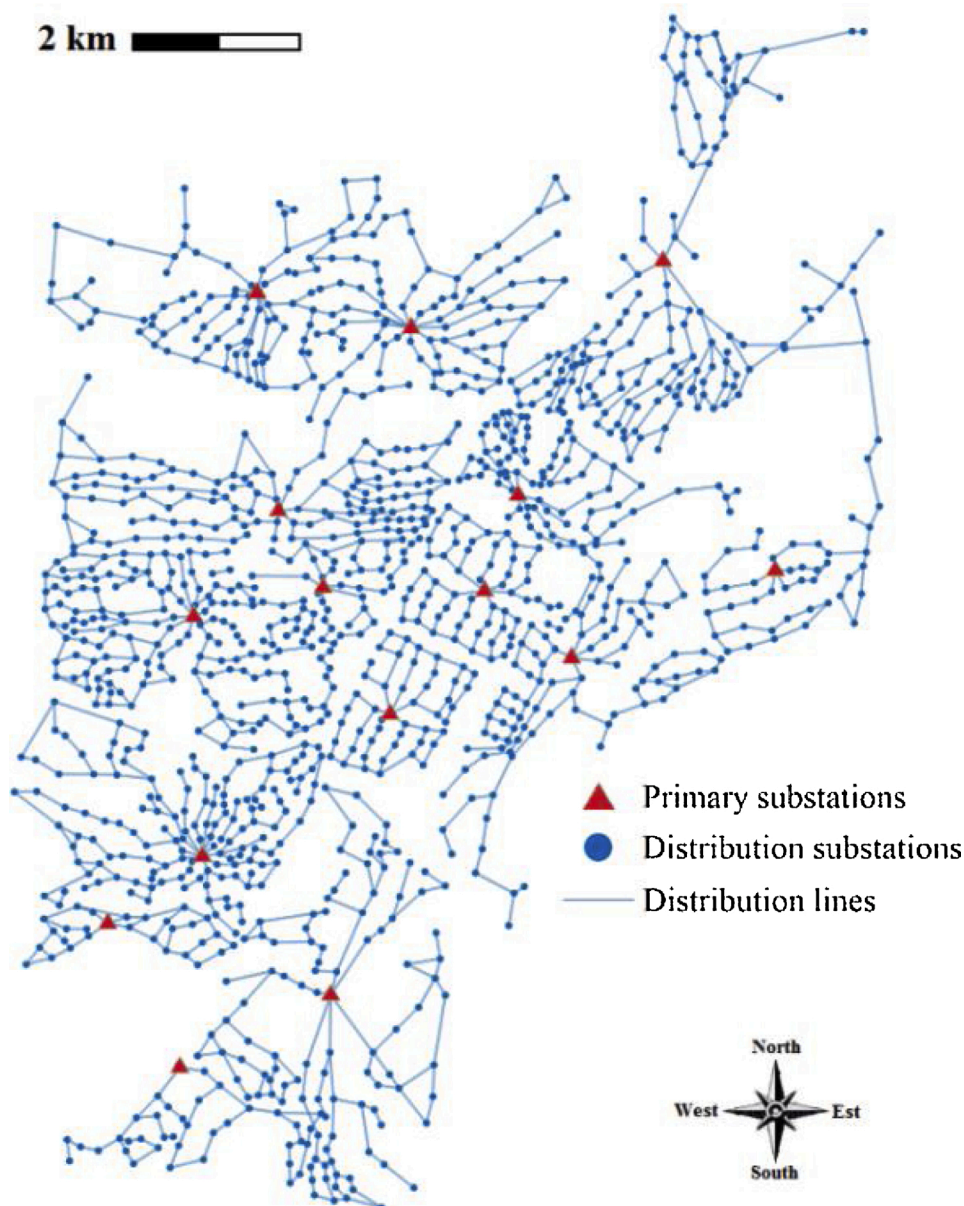 2 km
Primary substations
Distribution substations
Distribution lines
North
West Est
South